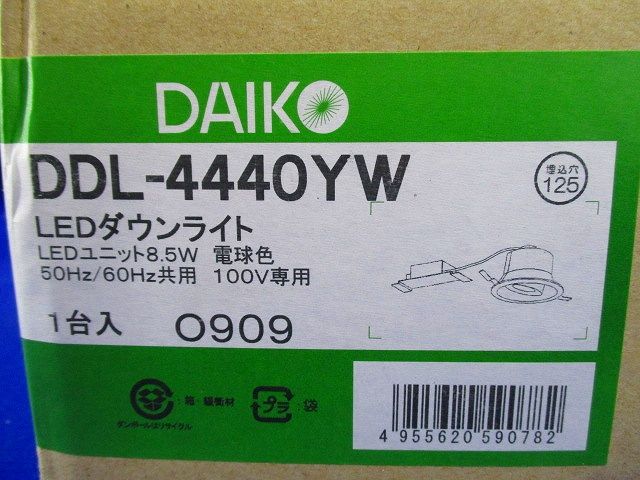 DAIKO
DDL-4440YW
埋込穴
125
LEDダウンライト
LEDユニット8.5W 電球色
50Hz/60Hz共用 100V専用
1台入 O909
:箱・緩衝材
ダンボールはリサイクル
プラ
:袋
4 955620 590782